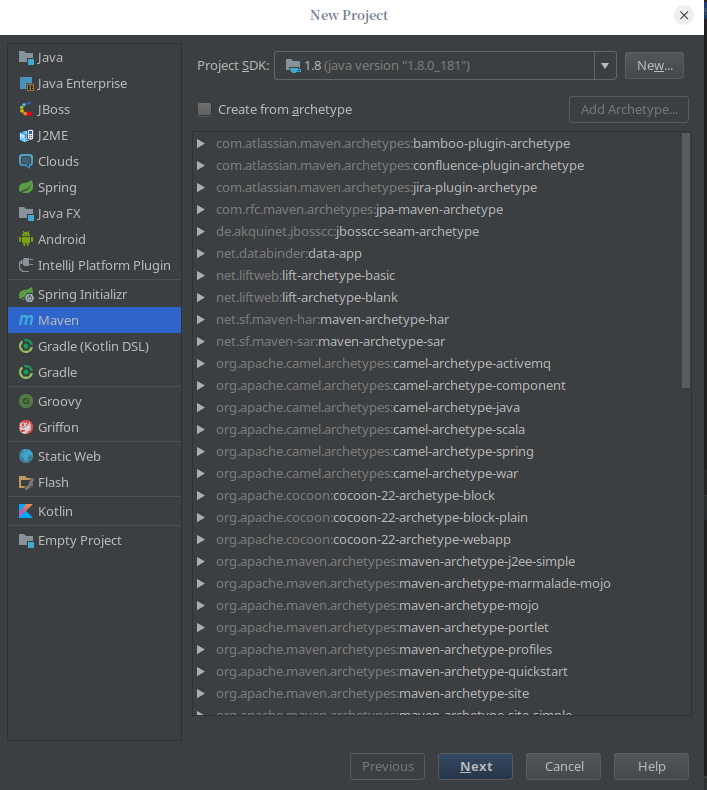 New Project
Java
Java Enterprise
JBoss
J2ME
Clouds
Spring
Java FX
Android
IntelliJ Platform Plugin
Spring Initializr
Maven
Gradle (Kotlin DSL)
Gradle
Groovy
Griffon
Static Web
Flash
Kotlin
Empty Project
Project SDK: 1.8 (java version "1.8.0_181") New...
Create from archetype Add Archetype...
com.atlassian.maven.archetypes:bamboo-plugin-archetype
com.atlassian.maven.archetypes:confluence-plugin-archetype
com.atlassian.maven.archetypes:jira-plugin-archetype
com.rfc.maven.archetypes:jpa-maven-archetype
de.akquinet.jbosscc:jbosscc-seam-archetype
net.databinder:data-app
net.liftweb:lift-archetype-basic
net.liftweb:lift-archetype-blank
net.sf.maven-har:maven-archetype-har
net.sf.maven-sar:maven-archetype-sar
org.apache.camel.archetypes:camel-archetype-activemq
org.apache.camel.archetypes:camel-archetype-component
org.apache.camel.archetypes:camel-archetype-java
org.apache.camel.archetypes:camel-archetype-scala
org.apache.camel.archetypes:camel-archetype-spring
org.apache.camel.archetypes:camel-archetype-war
org.apache.cocoon:cocoon-22-archetype-block
org.apache.cocoon:cocoon-22-archetype-block-plain
org.apache.cocoon:cocoon-22-archetype-webapp
org.apache.maven.archetypes:maven-archetype-j2ee-simple
org.apache.maven.archetypes:maven-archetype-marmalade-mojo
org.apache.maven.archetypes:maven-archetype-mojo
org.apache.maven.archetypes:maven-archetype-portlet
org.apache.maven.archetypes:maven-archetype-profiles
org.apache.maven.archetypes:maven-archetype-quickstart
org.apache.maven.archetypes:maven-archetype-site
org.apache.maven.archetypes:maven-archetype-site-simple
Previous Next Cancel Help